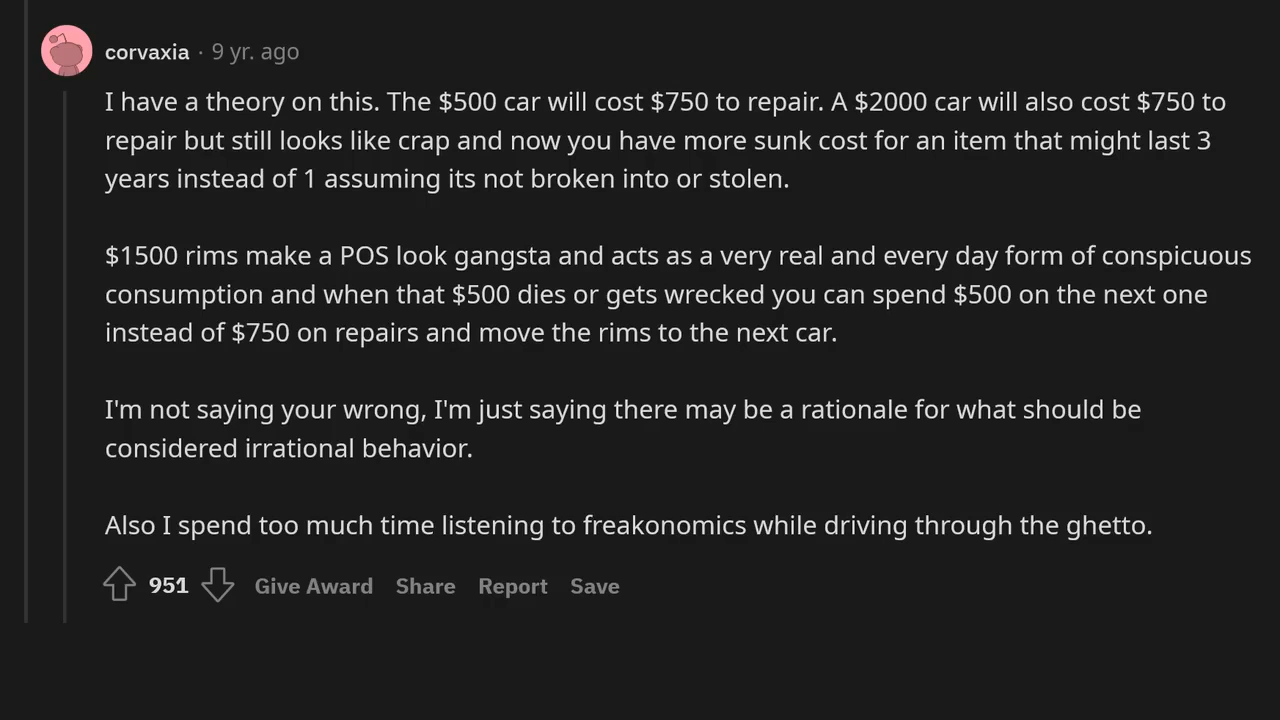 corvaxia · 9 yr. ago
I have a theory on this. The $500 car will cost $750 to repair. A $2000 car will also cost $750 to
repair but still looks like crap and now you have more sunk cost for an item that might last 3
years instead of 1 assuming its not broken into or stolen.
$1500 rims make a POS look gangsta and acts as a very real and every day form of conspicuous
consumption and when that $500 dies or gets wrecked you can spend $500 on the next one
instead of $750 on repairs and move the rims to the next car.
I'm not saying your wrong, I'm just saying there may be a rationale for what should be
considered irrational behavior.
Also I spend too much time listening to freakonomics while driving through the ghetto.
951 Give Award Share Report Save